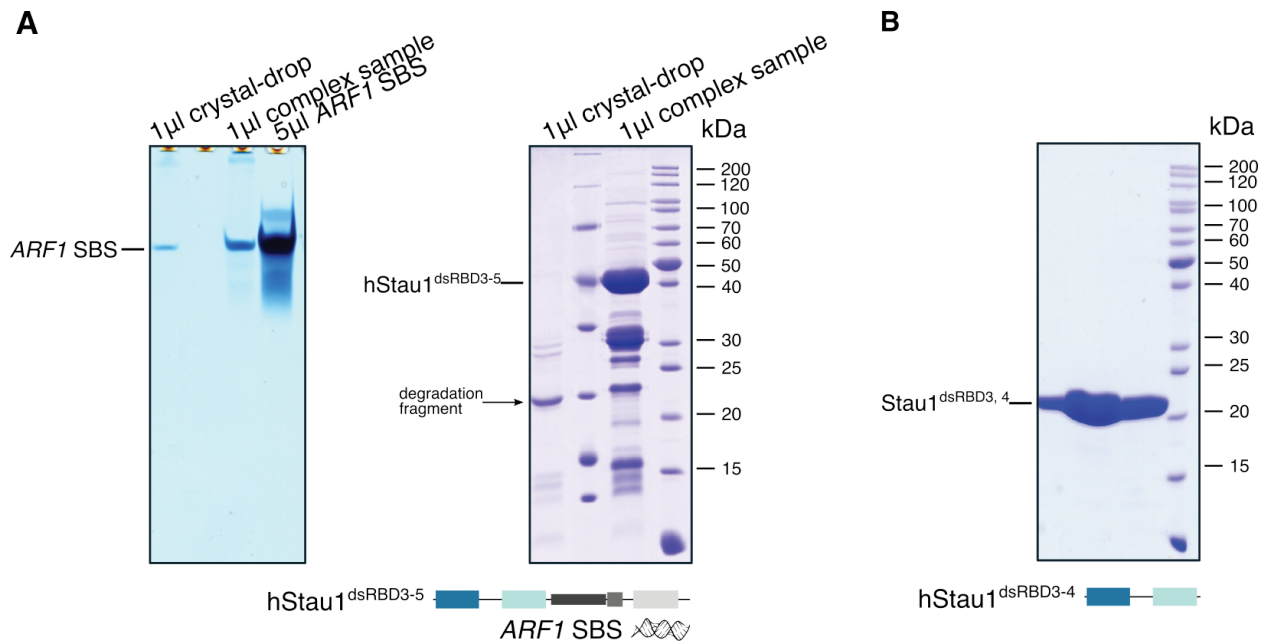 A
1µl crystal-drop
1µl complex sample
5µl ARF1 SBS
ARF1 SBS
1µl crystal-drop
1µl complex sample
kDa
200
120
100
70
60
50
40
30
25
20
15
hStau1dsRBD3-5
degradation
fragment
hStau1dsRBD3-5
ARF1 SBS
B
kDa
200
120
100
70
60
50
40
30
25
20
15
Stau1dsRBD3, 4
hStau1dsRBD3-4